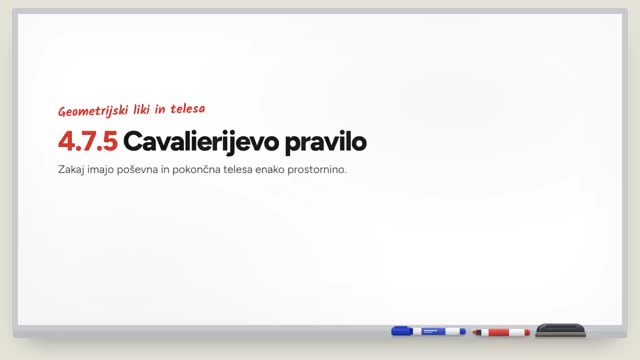 Geometrijski liki in telesa
4.7.5 Cavalierijevo pravilo
Zakaj imajo poševna in pokončna telesa enako prostornino.